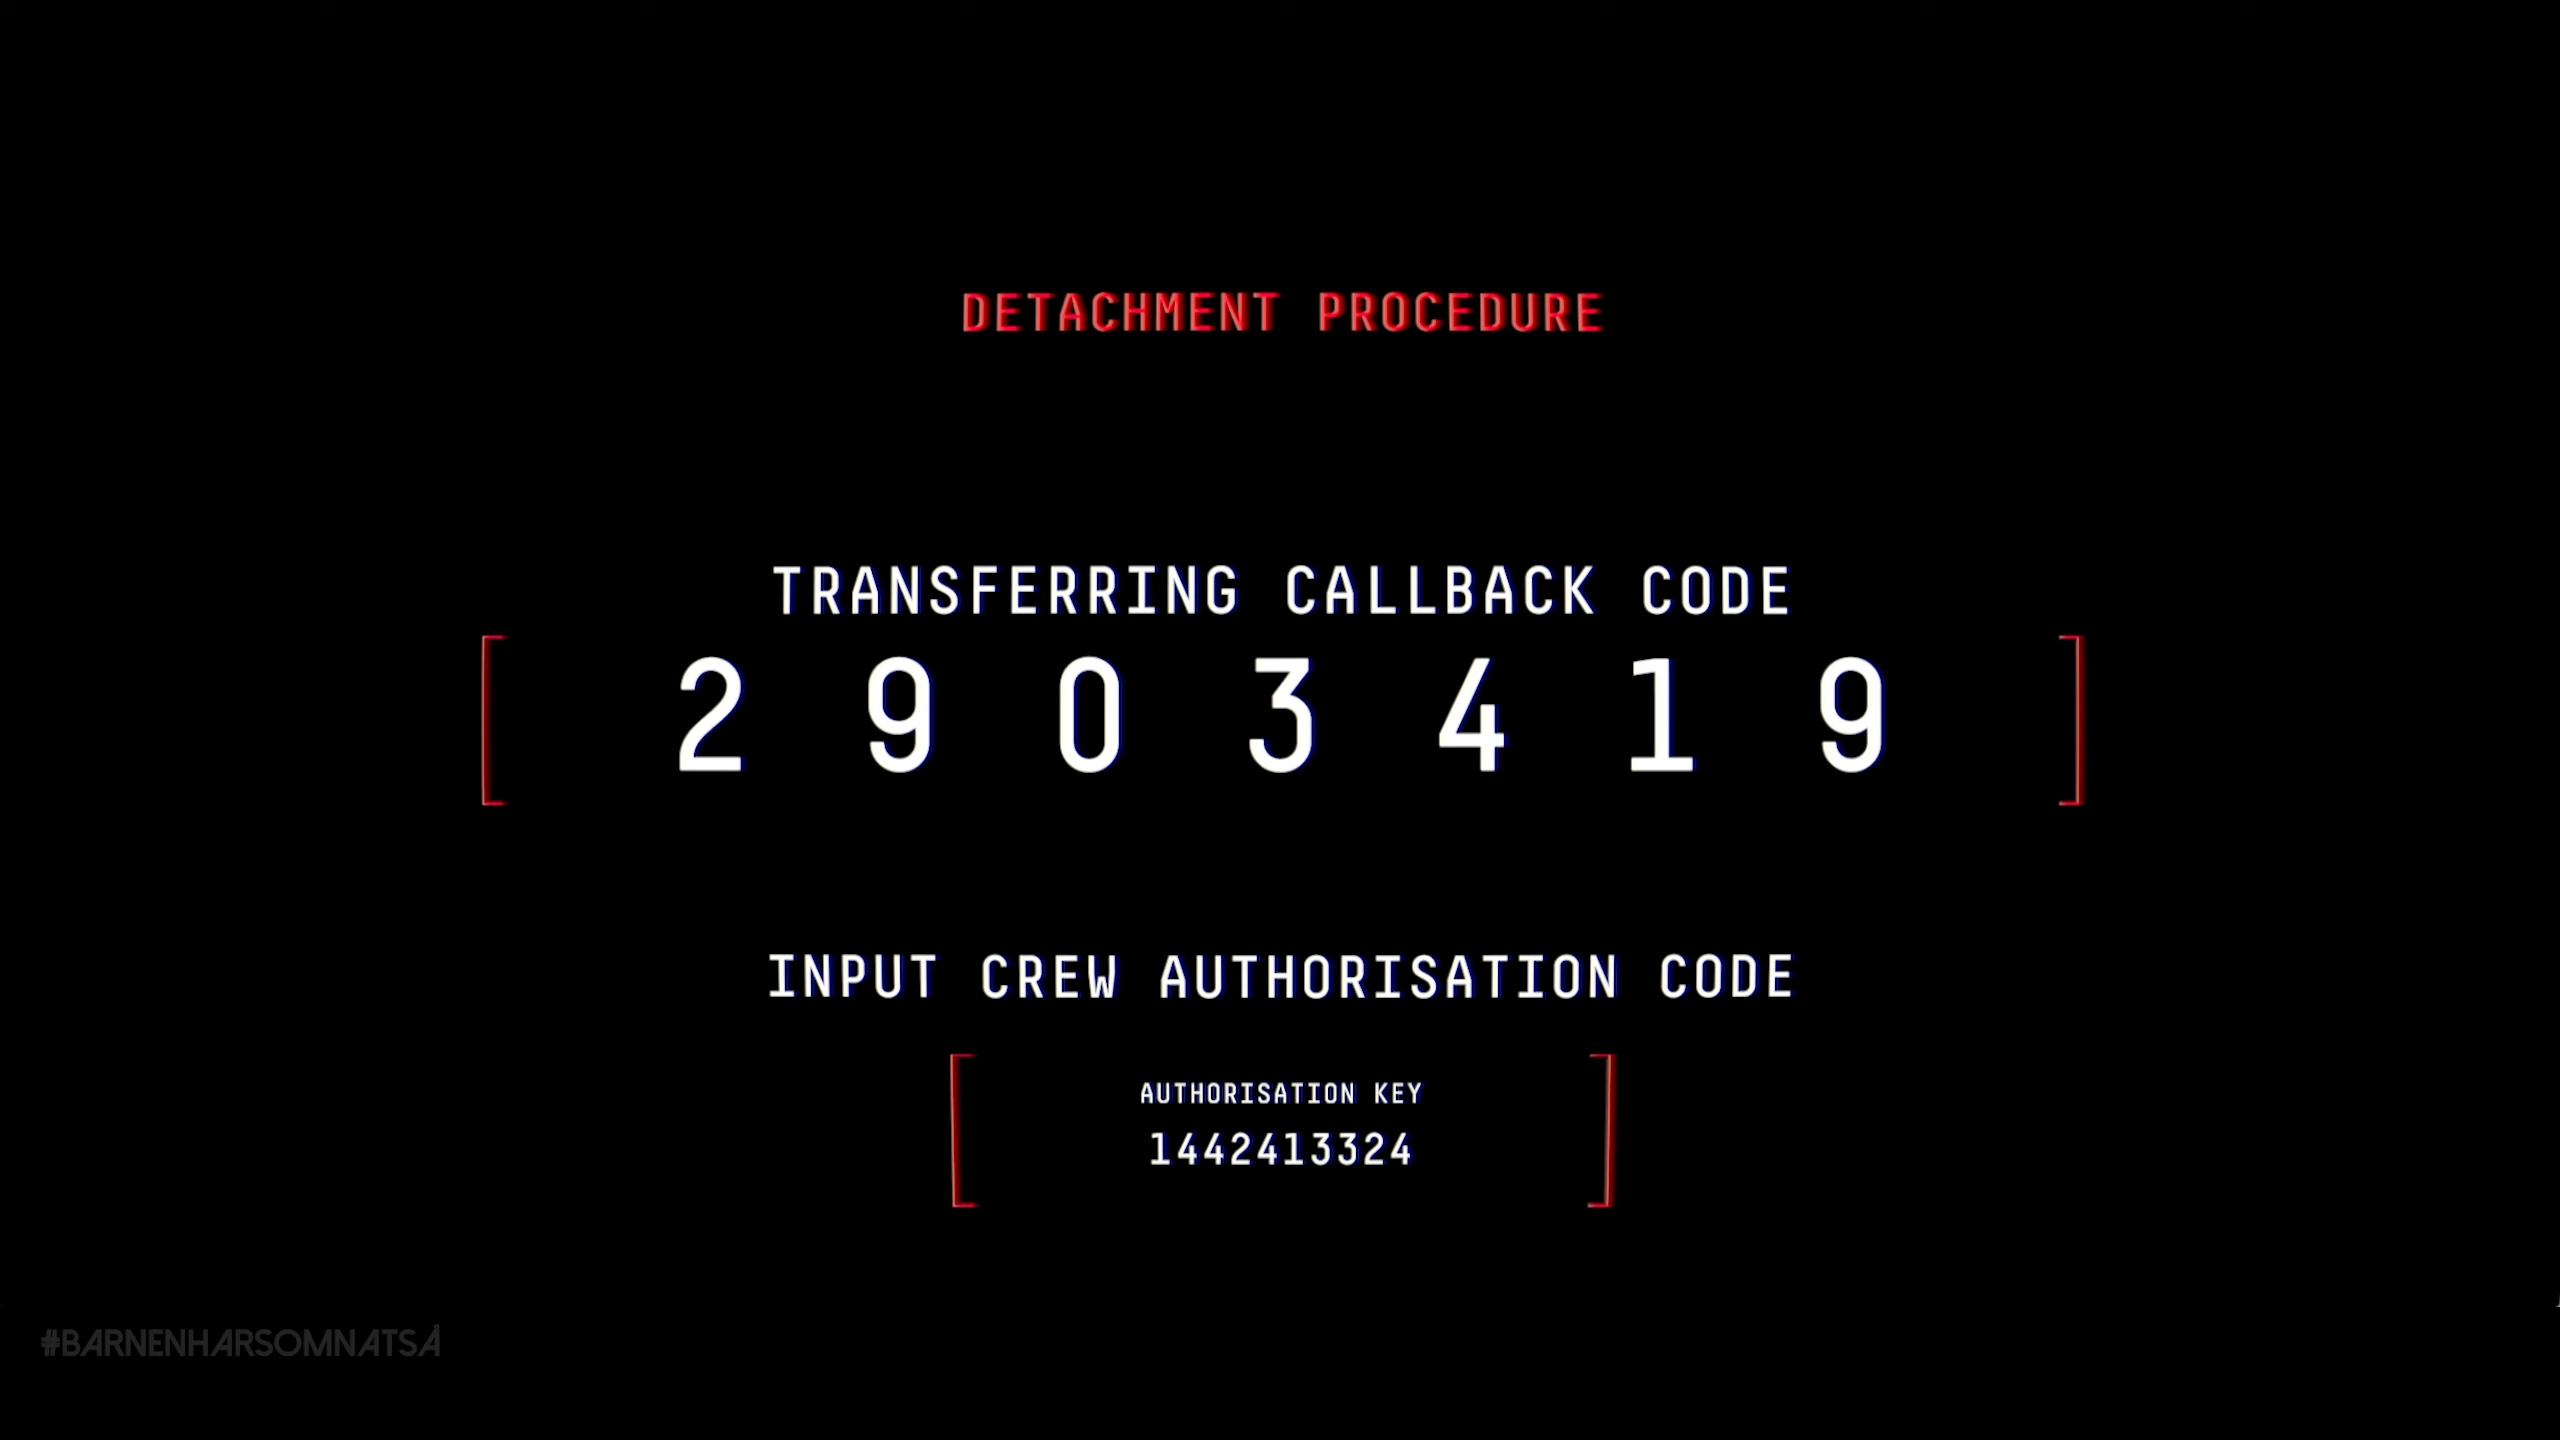 DETACHMENT PROCEDURE
TRANSFERRING CALLBACK CODE
[ 2 9 0 3 4 1 9 ]
INPUT CREW AUTHORISATION CODE
AUTHORISATION KEY
1442413324
#BARNENHARSOMNATSÅ